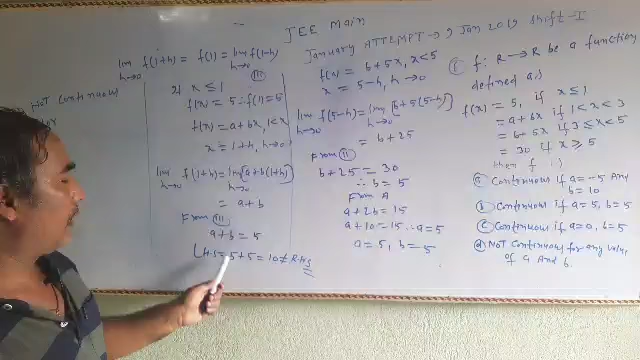 JEE Main
January ATTEMPT → 9 Jan 2019 shift-I
lim f(1+h) = f(1) = lim f(1-h)
h→0 h→0
III
NOT continuous
if x ≤ 1
f(x) = 5 ∴ f(1) = 5
f(x) = a+bx, 1<x
x = 1+h, h→0
lim f(1+h) = lim [a+b(1+h)]
h→0 h→0
= a+b
From III
a+b = 5
LHS = 5+5 = 10 ≠ RHS
f(x) = b+5x, x<5
x = 5-h, h→0
lim f(5-h) = lim [b+5(5-h)]
h→0 h→0
= b+25
From II
b+25 = 30
∴ b = 5
From A
a+2b = 15
a+10 = 15 ∴ a=5
a=5, b=5
f: R → R be a function
defined as
f(x) = 5, if x ≤ 1
= a+bx if 1<x<3
= b+5x if 3≤x<5
= 30 if x ≥ 5
then f is
a Continuous if a=-5 And
b=10
b Continuous if a=5, b=5
c Continuous if a=0, b=5
d Not Continuous for any value
of a And b.